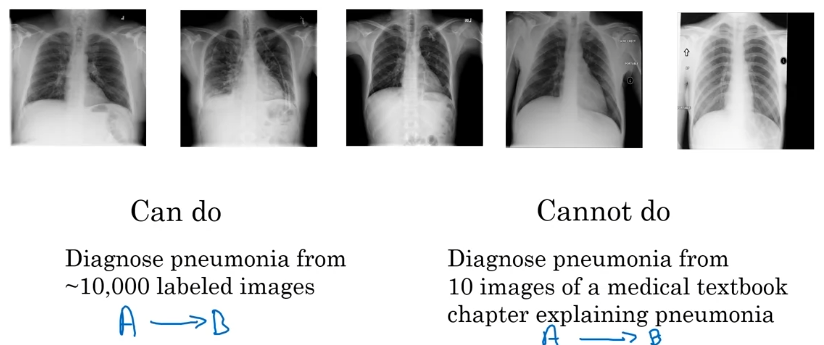 Can do
Diagnose pneumonia from
~10,000 labeled images
A → B
Cannot do
Diagnose pneumonia from
10 images of a medical textbook
chapter explaining pneumonia
A → B